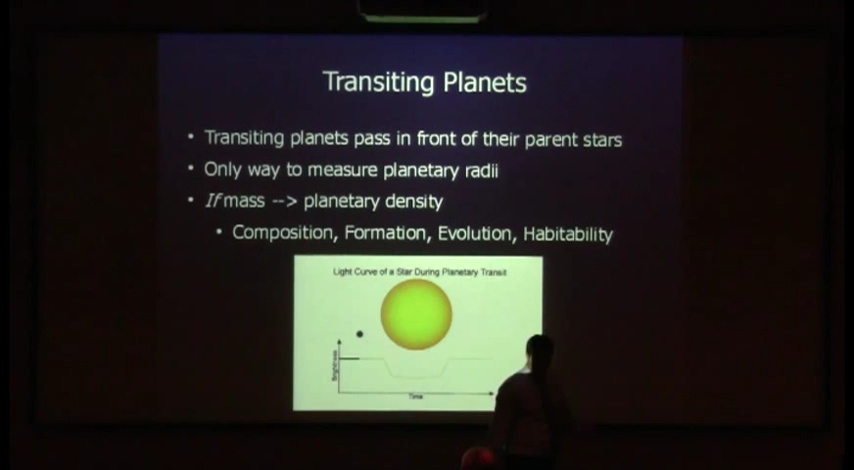 Transiting Planets
• Transiting planets pass in front of their parent stars
• Only way to measure planetary radii
• If mass --> planetary density
• Composition, Formation, Evolution, Habitability
Light Curve of a Star During Planetary Transit
Brightness
Time